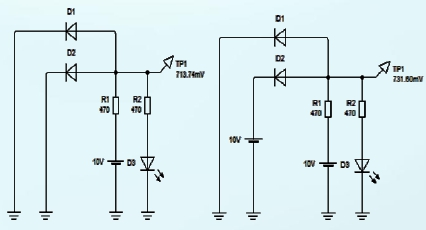 D1
D2
TP1
713.74mV
R1
470
R2
470
10V
D3
D1
D2
TP1
731.60mV
10V
R1
470
R2
470
10V
D3